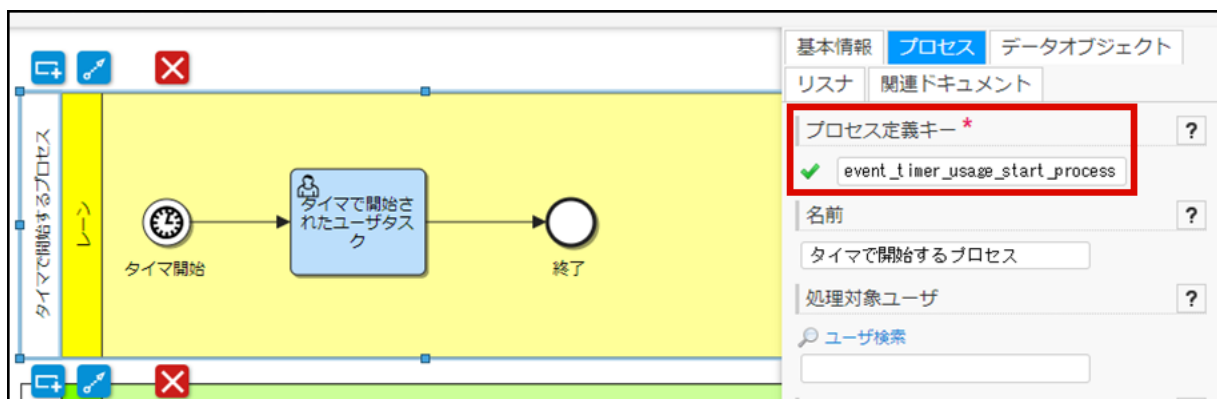 タイマで開始するプロセス
レーン
タイマ開始
タイマで開始さ
れたユーザタス
ク
終了
基本情報 プロセス データオブジェクト
リスナ 関連ドキュメント
プロセス定義キー * ?
event_timer_usage_start_process
名前 ?
タイマで開始するプロセス
処理対象ユーザ ?
ユーザ検索